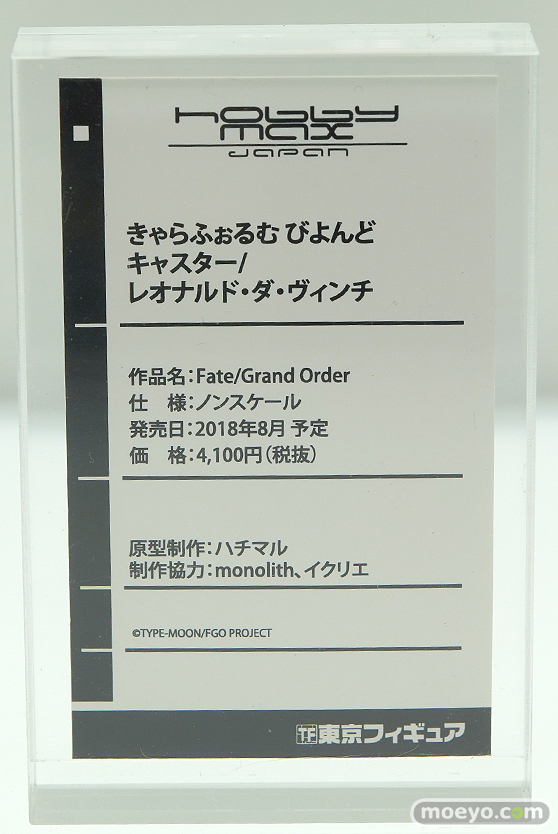 hobby
max
JAPAN
きゃらふぉるむ びよんど
キャスター/
レオナルド・ダ・ヴィンチ
作品名：Fate/Grand Order
仕　様：ノンスケール
発売日：2018年8月 予定
価　格：4,100円（税抜）
原型制作：ハチマル
制作協力：monolith、イクリエ
©TYPE-MOON/FGO PROJECT
TF東京フィギュア
moeyo.com